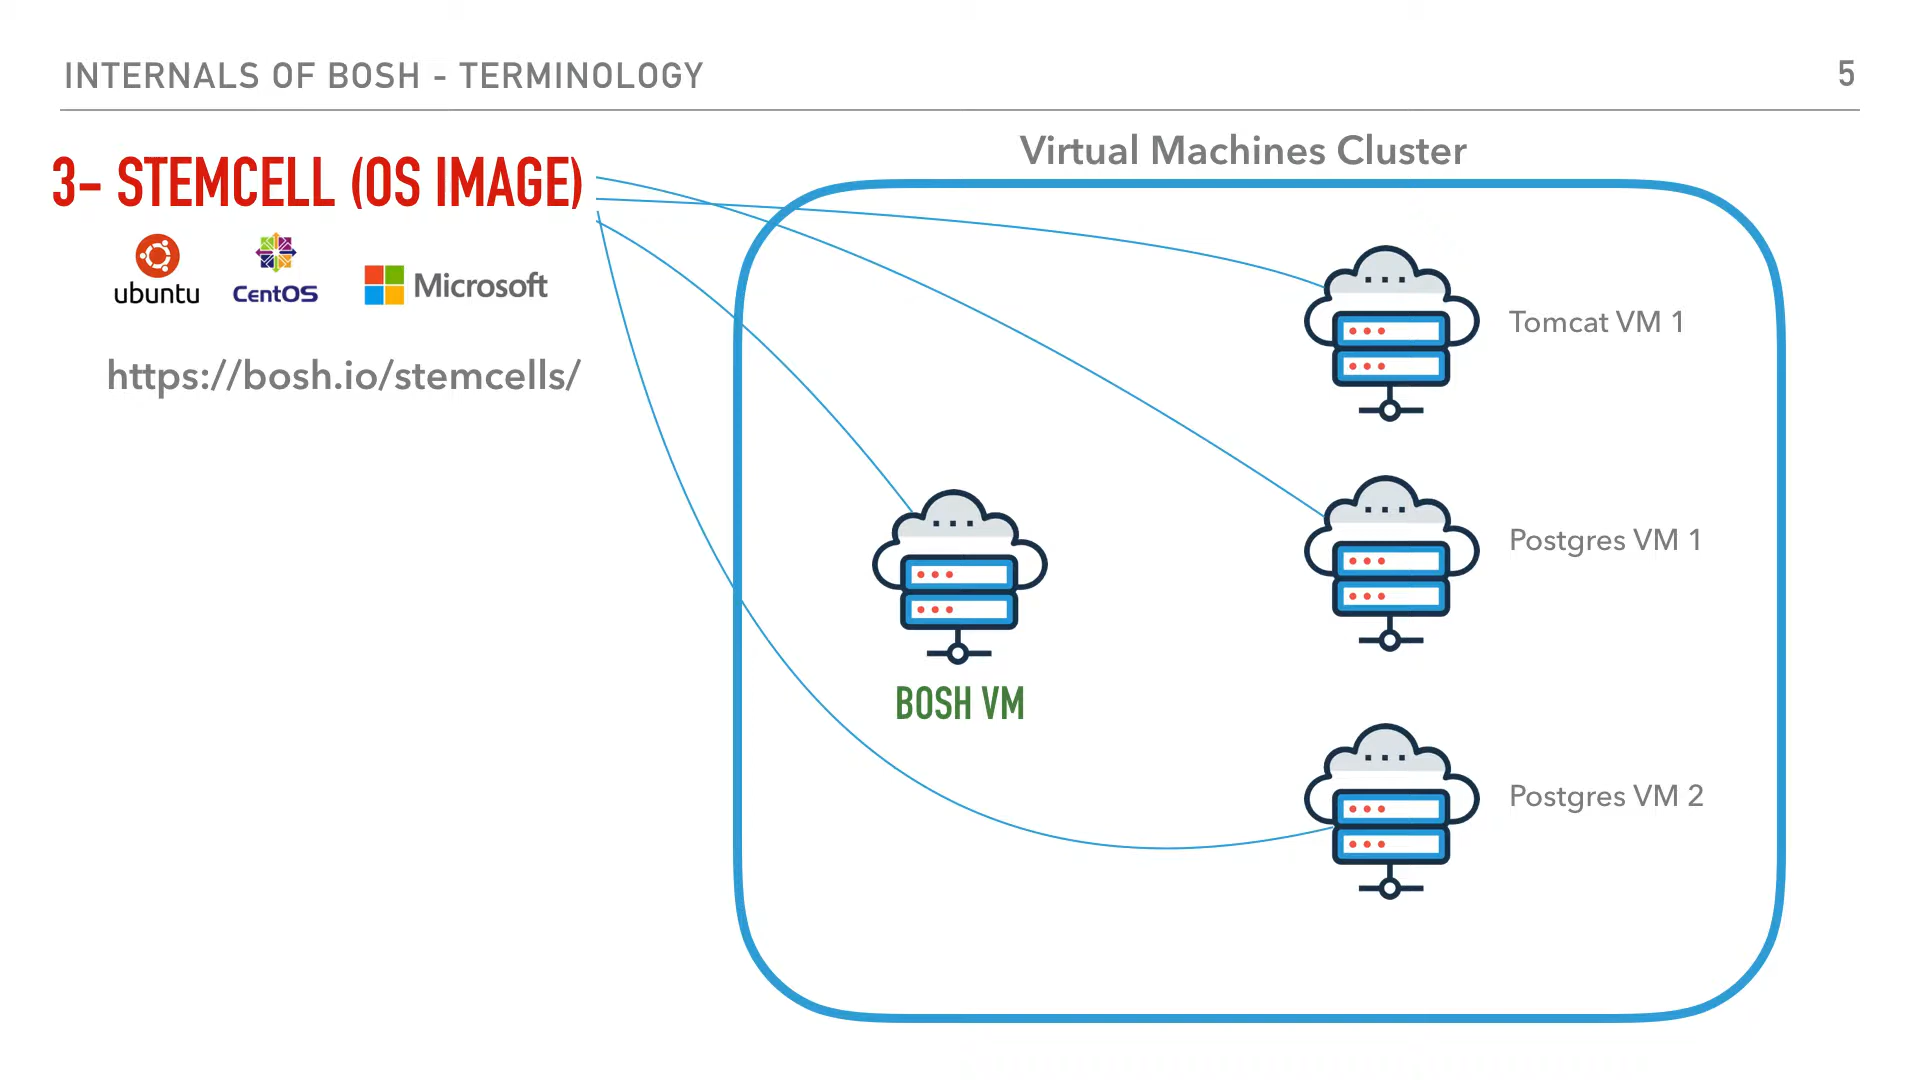 INTERNALS OF BOSH - TERMINOLOGY
5
3- STEMCELL (OS IMAGE)
ubuntu
CentOS
Microsoft
https://bosh.io/stemcells/
Virtual Machines Cluster
Tomcat VM 1
Postgres VM 1
BOSH VM
Postgres VM 2